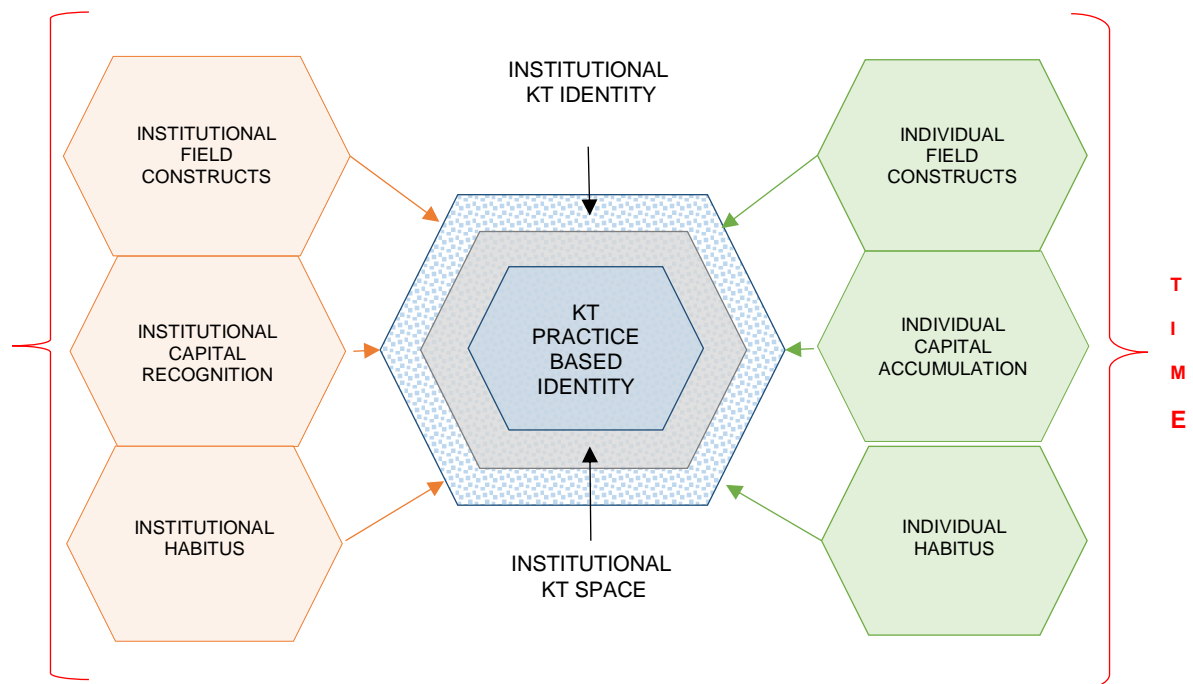 INSTITUTIONAL
FIELD
CONSTRUCTS
INSTITUTIONAL
CAPITAL
RECOGNITION
INSTITUTIONAL
HABITUS
INSTITUTIONAL
KT IDENTITY
KT
PRACTICE
BASED
IDENTITY
INSTITUTIONAL
KT SPACE
INDIVIDUAL
FIELD
CONSTRUCTS
INDIVIDUAL
CAPITAL
ACCUMULATION
INDIVIDUAL
HABITUS
T
I
M
E